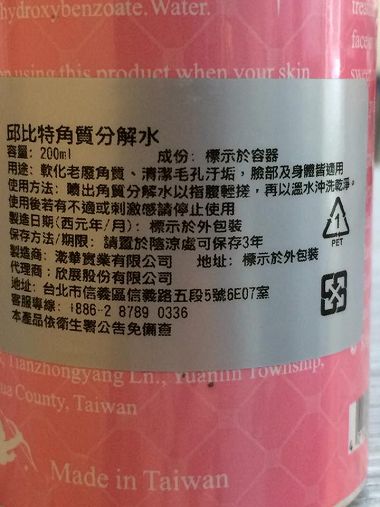 hydroxybenzoate. Water.
using this product when your skin
邱比特角質分解水
容量: 200ml 成份: 標示於容器
用途: 軟化老廢角質、清潔毛孔汙垢,臉部及身體皆適用
使用方法: 噴出角質分解水以指腹輕搓,再以溫水沖洗乾淨。
使用後若有不適或刺激感請停止使用
製造日期(西元年/月): 標示於外包裝
保存方法/期限: 請置於陰涼處可保存3年
製造商: 漸華實業有限公司 地址: 標示於外包裝
代理商: 欣展股份有限公司
地址: 台北市信義區信義路五段5號6E07室
客服專線: +886-2 8789 0336
本產品依衛生署公告免備查
1
PET
Tianzhongyang Ln., Yuanlin Township,
County, Taiwan
Made in Taiwan